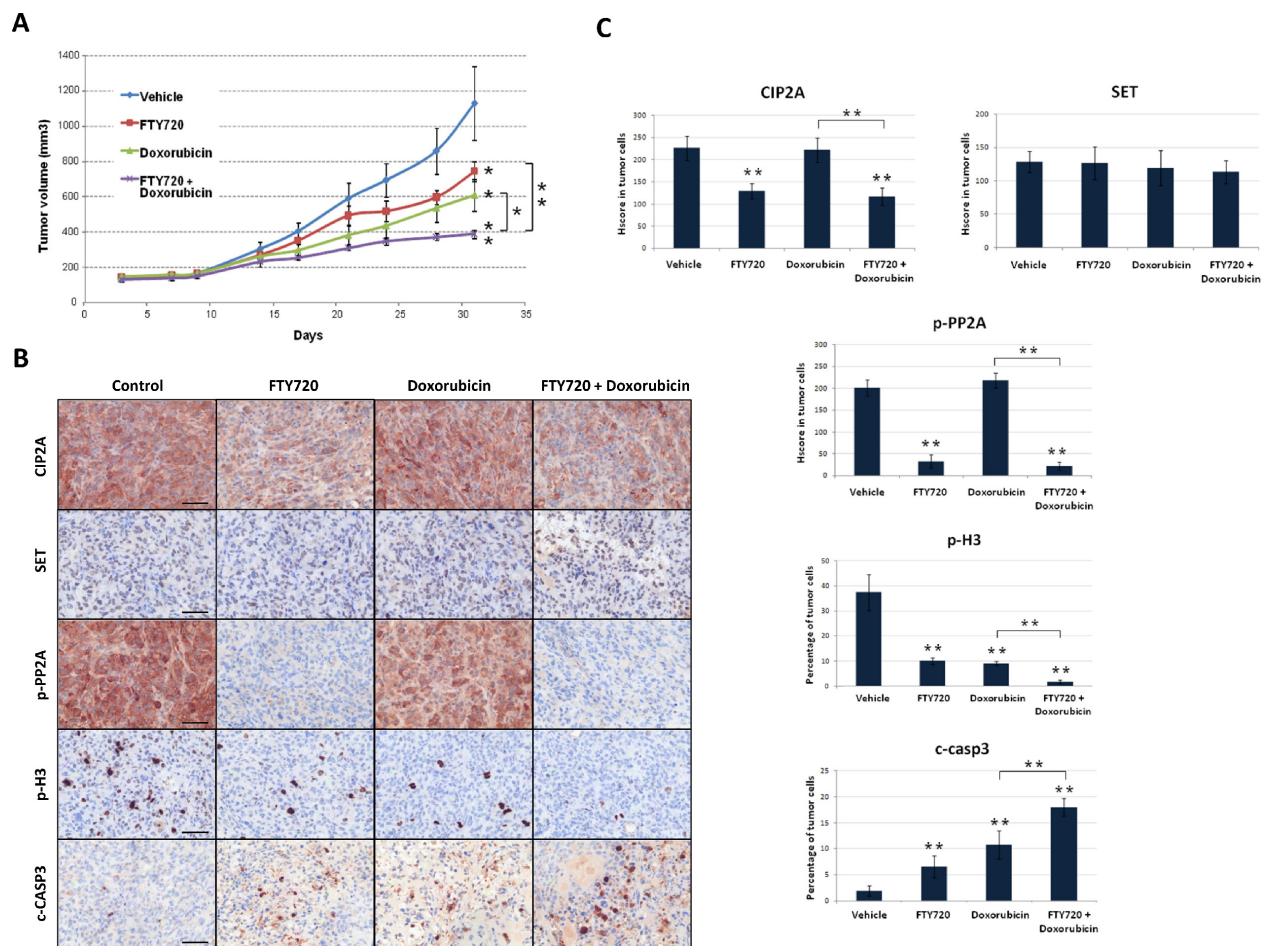 A
1400
1200
1000
800
600
400
200
0
Tumor volume (mm3)
Vehicle
FTY720
Doxorubicin
FTY720 +
Doxorubicin
*
*
*
*
*
*
*
0 5 10 15 20 25 30 35
Days
B
Control FTY720 Doxorubicin FTY720 + Doxorubicin
CIP2A
SET
p-PP2A
p-H3
c-CASP3
C
CIP2A
Hscore in tumor cells
300
250
200
150
100
50
0
**
**
**
Vehicle FTY720 Doxorubicin FTY720 +
Doxorubicin
SET
Hscore in tumor cells
200
150
100
50
0
Vehicle FTY720 Doxorubicin FTY720 +
Doxorubicin
p-PP2A
Hscore in tumor cells
300
250
200
150
100
50
0
**
**
**
Vehicle FTY720 Doxorubicin FTY720 +
Doxorubicin
p-H3
Percentage of tumor cells
50
40
30
20
10
0
**
**
**
**
Vehicle FTY720 Doxorubicin FTY720 +
Doxorubicin
c-casp3
Percentage of tumor cells
25
20
15
10
5
0
**
**
**
**
Vehicle FTY720 Doxorubicin FTY720 +
Doxorubicin